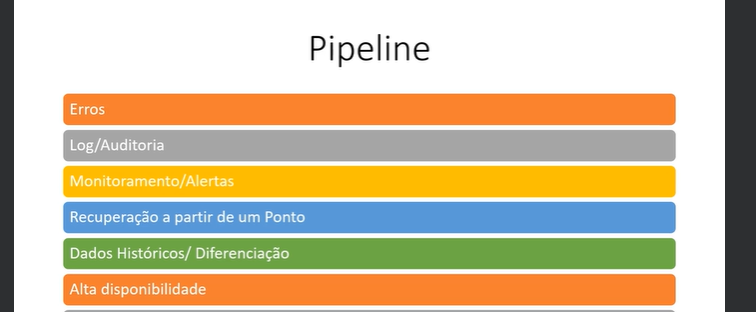 Pipeline
Erros
Log/Auditoria
Monitoramento/Alertas
Recuperação a partir de um Ponto
Dados Históricos/ Diferenciação
Alta disponibilidade